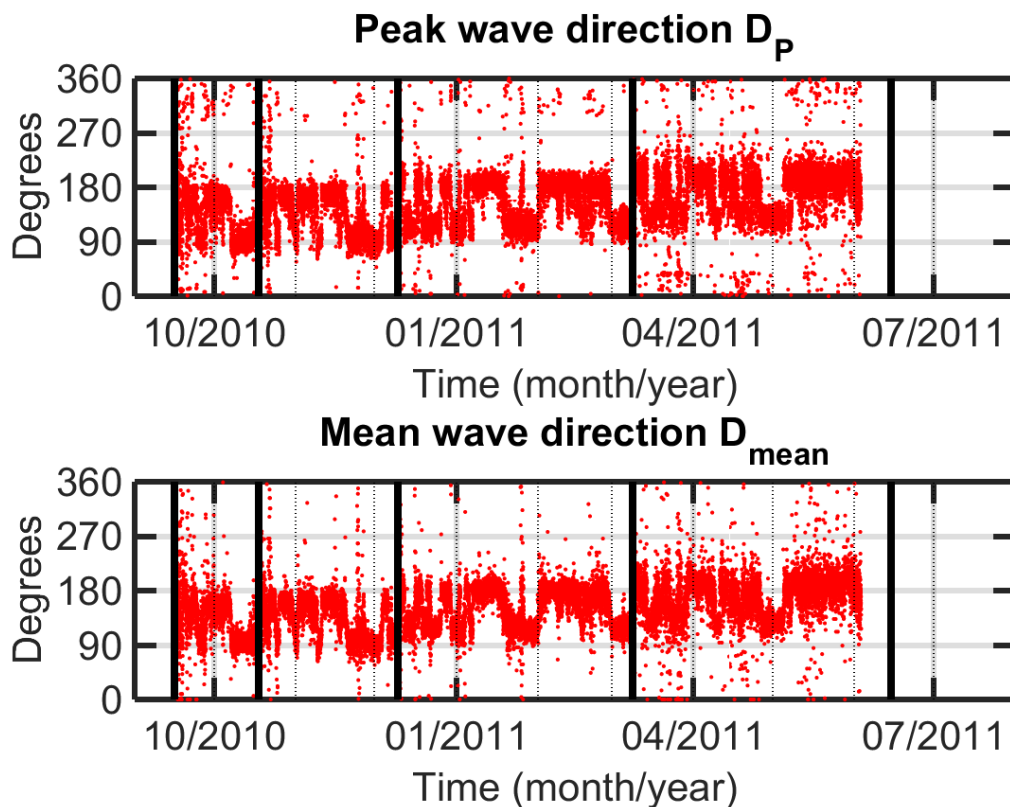 Peak wave direction D_P
360
270
180
90
0
Degrees
10/2010 01/2011 04/2011 07/2011
Time (month/year)
Mean wave direction D_mean
360
270
180
90
0
Degrees
10/2010 01/2011 04/2011 07/2011
Time (month/year)